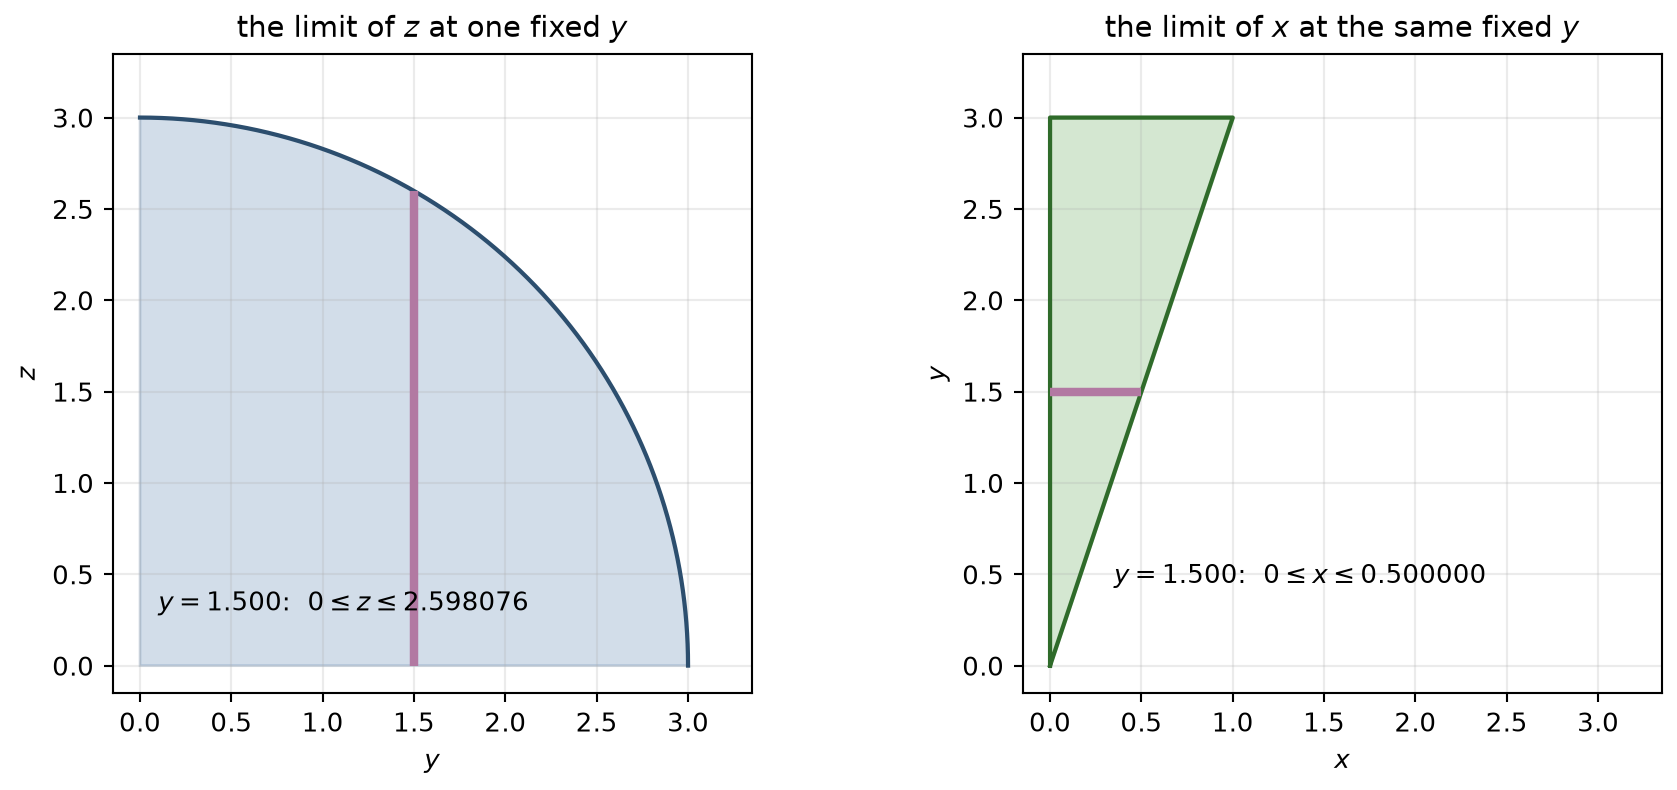 the limit of z at one fixed y
3.0
2.5
2.0
1.5
1.0
0.5
0.0
z
y = 1.500: 0 ≤ z ≤ 2.598076
0.0 0.5 1.0 1.5 2.0 2.5 3.0
y
the limit of x at the same fixed y
3.0
2.5
2.0
1.5
1.0
0.5
0.0
y
y = 1.500: 0 ≤ x ≤ 0.500000
0.0 0.5 1.0 1.5 2.0 2.5 3.0
x